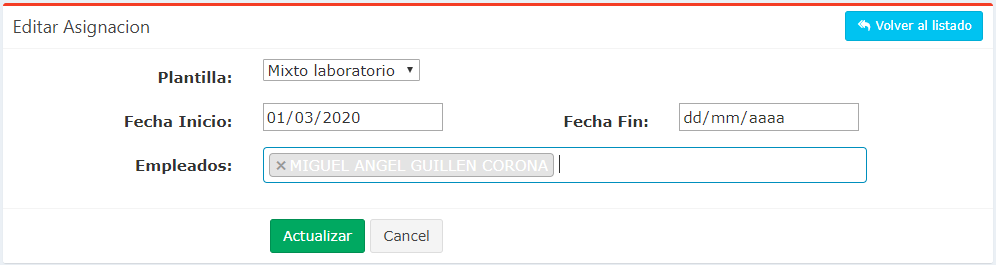 Editar Asignacion
Volver al listado
Plantilla: Mixto laboratorio
Fecha Inicio: 01/03/2020 Fecha Fin: dd/mm/aaaa
Empleados: ×MIGUEL ANGEL GUILLEN CORONA
Actualizar Cancel